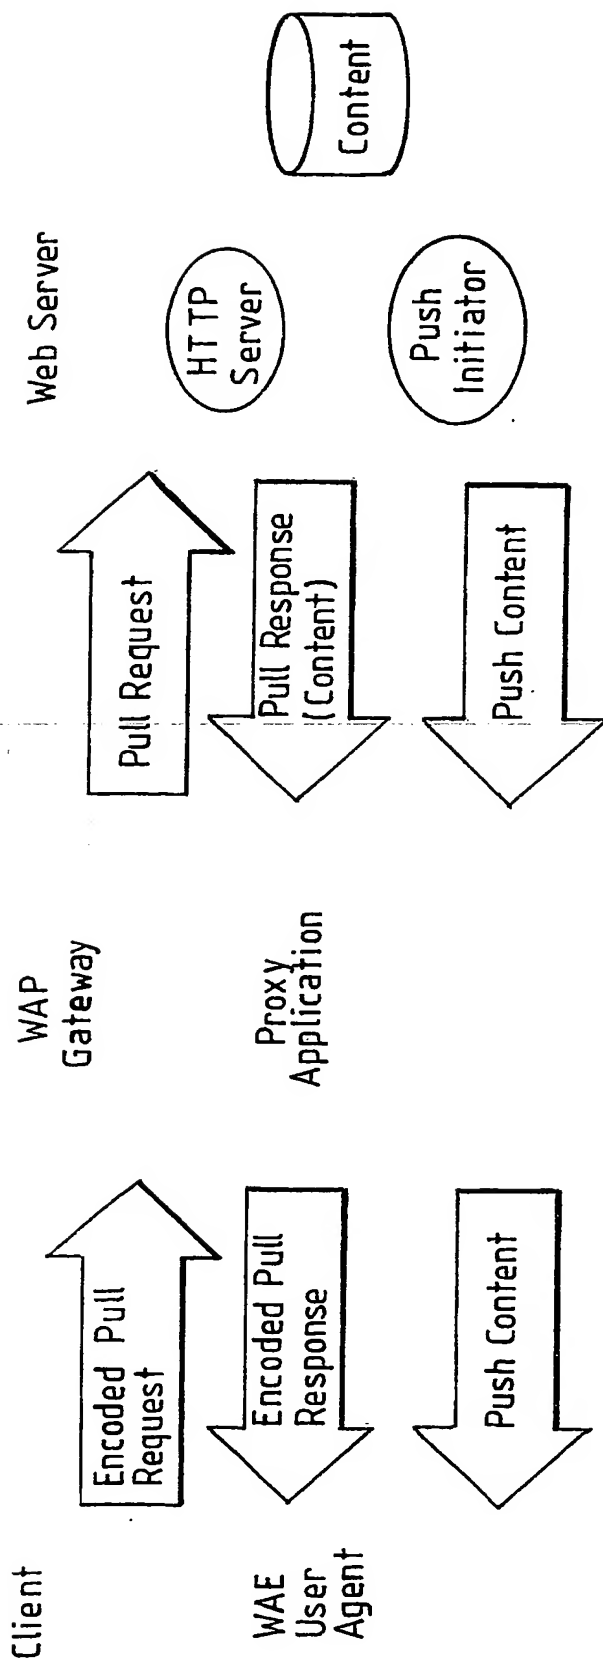 Client
WAP
Gateway
Web Server
Encoded Pull
Request
Pull Request
HTTP
Server
WAE
User
Agent
Encoded Pull
Response
Proxy
Application
Pull Response
(Content)
Content
Push Content
Push Content
Push
Initiator